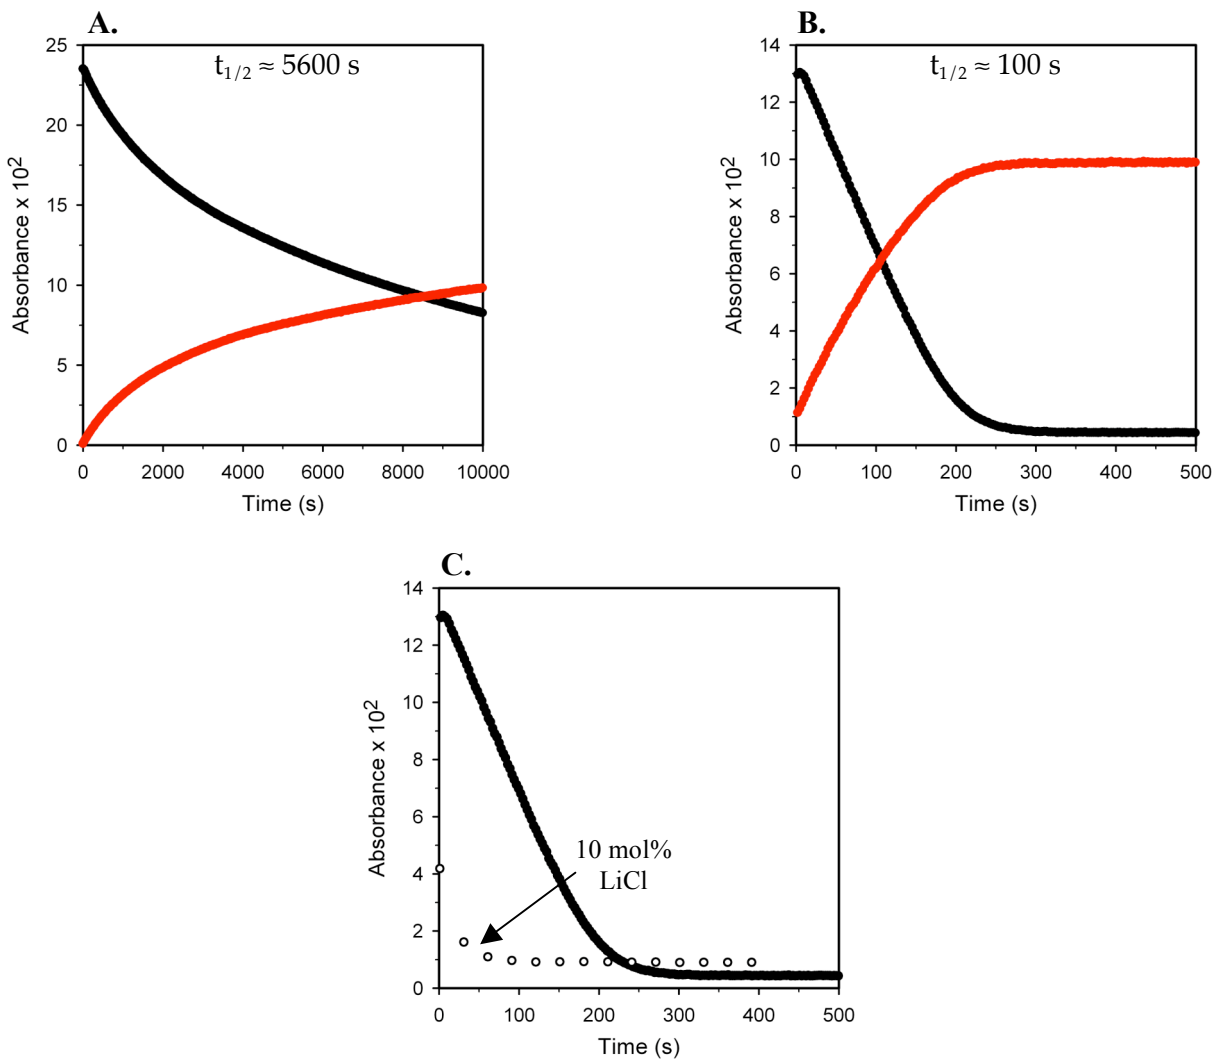 A.
t1/2 ≈ 5600 s
25
20
15
10
5
0
Absorbance x 10²
0 2000 4000 6000 8000 10000
Time (s)
B.
t1/2 ≈ 100 s
14
12
10
8
6
4
2
0
Absorbance x 10²
0 100 200 300 400 500
Time (s)
C.
14
12
10
8
6
4
2
0
Absorbance x 10²
10 mol%
LiCl
0 100 200 300 400 500
Time (s)